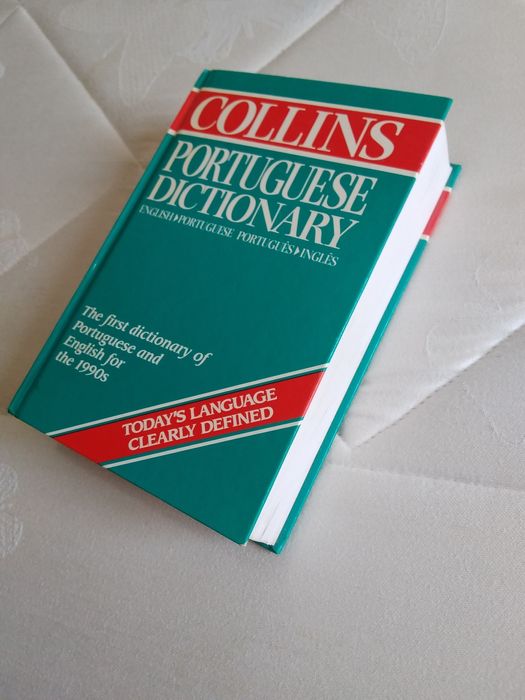 COLLINS
PORTUGUESE
DICTIONARY
ENGLISH▸PORTUGUESE PORTUGUÊS▸INGLÊS
The first dictionary of
Portuguese and
English for
the 1990s
TODAY'S LANGUAGE
CLEARLY DEFINED